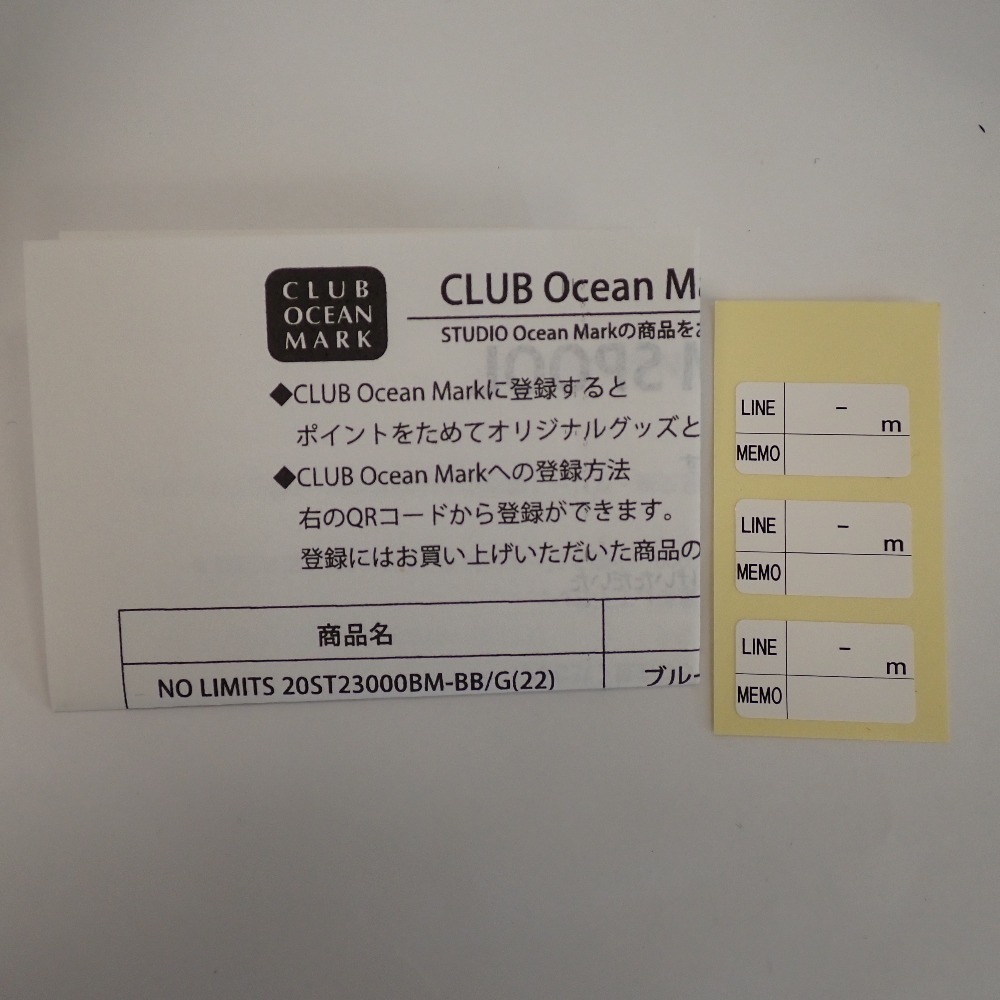 CLUB
OCEAN
MARK
CLUB Ocean
STUDIO Ocean Markの商品を
◆CLUB Ocean Markに登録すると
ポイントをためてオリジナルグッズと
◆CLUB Ocean Markへの登録方法
右のQRコードから登録ができます。
登録にはお買い上げいただいた商品の
商品名
NO LIMITS 20ST23000BM-BB/G(22)
LINE - m
MEMO
LINE - m
MEMO
LINE - m
MEMO